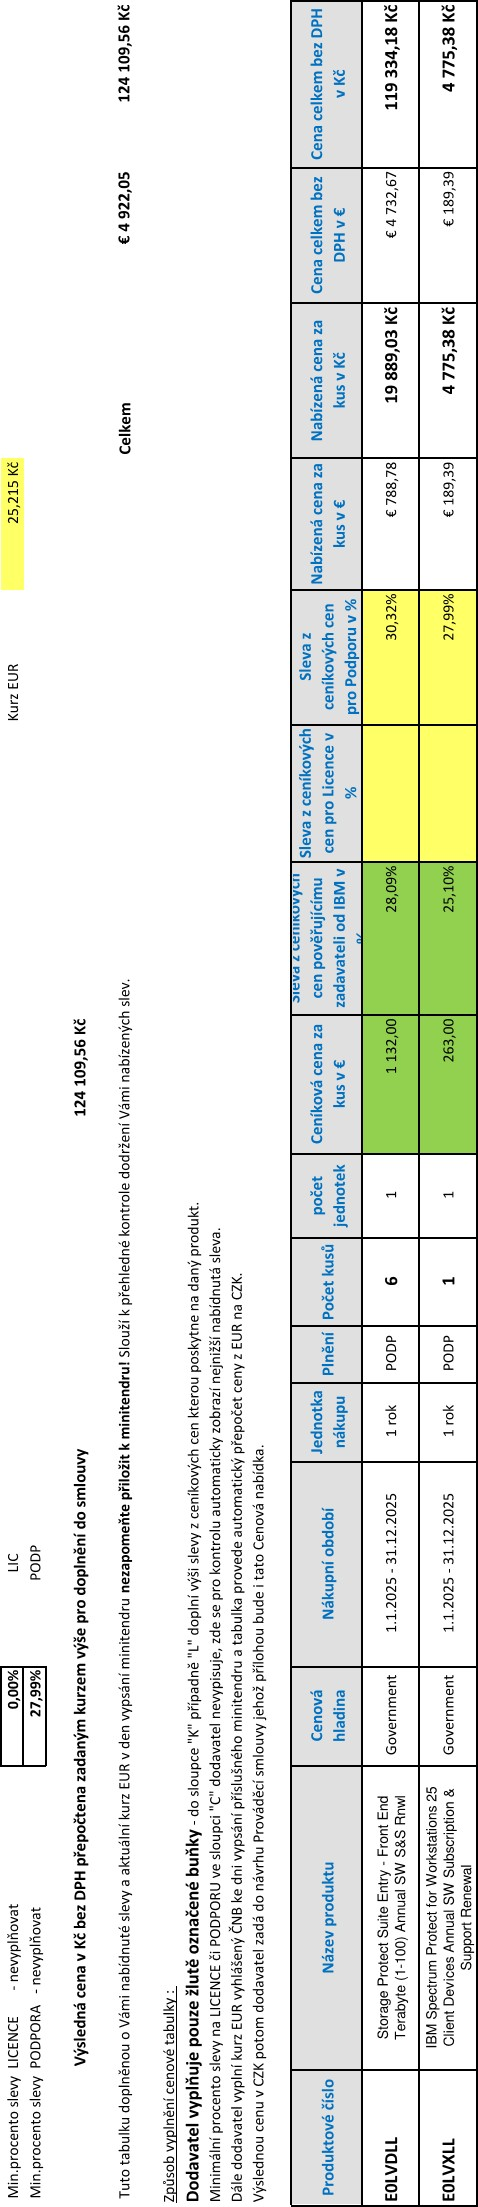 Min.procento slevy LICENCE - nevyplňovat 0,00% LIC Kurz EUR 25,215 Kč
Min.procento slevy PODPORA - nevyplňovat 27,99% PODP
Výsledná cena v Kč bez DPH přepočtena zadaným kurzem výše pro doplnění do smlouvy 124 109,56 Kč
Tuto tabulku doplněnou o Vámi nabídnuté slevy a aktuální kurz EUR v den vypsání minitendru nezapomeňte přiložit k minitendru! Slouží k přehledné kontrole dodržení Vámi nabízených slev.
Celkem € 4 922,05 124 109,56 Kč
Způsob vyplnění cenové tabulky :
Dodavatel vyplňuje pouze žlutě označené buňky - do sloupce "K" případně "L" doplní výši slevy z ceníkových cen kterou poskytne na daný produkt.
Minimální procento slevy na LICENCE či PODPORU ve sloupci "C" dodavatel nevypisuje, zde se pro kontrolu automaticky zobrazí nejnižší nabídnutá sleva.
Dále dodavatel vyplní kurz EUR vyhlášený ČNB ke dni vypsání příslušného minitendru a tabulka provede automatický přepočet ceny z EUR na CZK.
Výslednou cenu v CZK potom dodavatel zadá do návrhu Prováděcí smlouvy jehož přílohou bude i tato Cenová nabídka.
Produktové číslo
Název produktu
Cenová
hladina
Nákupní období
Jednotka
nákupu
Plnění
Počet kusů
počet
jednotek
Ceníková cena za
kus v €
Sleva z ceníkových
cen pověřujícímu
zadavateli od IBM v
%
Sleva z ceníkových
cen pro Licence v
%
Sleva z
ceníkových cen
pro Podporu v %
Nabízená cena za
kus v €
Nabízená cena za
kus v Kč
Cena celkem bez
DPH v €
Cena celkem bez DPH
v Kč
E0LVDLL
Storage Protect Suite Entry - Front End
Terabyte (1-100) Annual SW S&S Rnwl
Government
1.1.2025 - 31.12.2025
1 rok
PODP
6
1
1 132,00
28,09%
30,32%
€ 788,78
19 889,03 Kč
€ 4 732,67
119 334,18 Kč
E0LVXLL
IBM Spectrum Protect for Workstations 25
Client Devices Annual SW Subscription &
Support Renewal
Government
1.1.2025 - 31.12.2025
1 rok
PODP
1
1
263,00
25,10%
27,99%
€ 189,39
4 775,38 Kč
€ 189,39
4 775,38 Kč